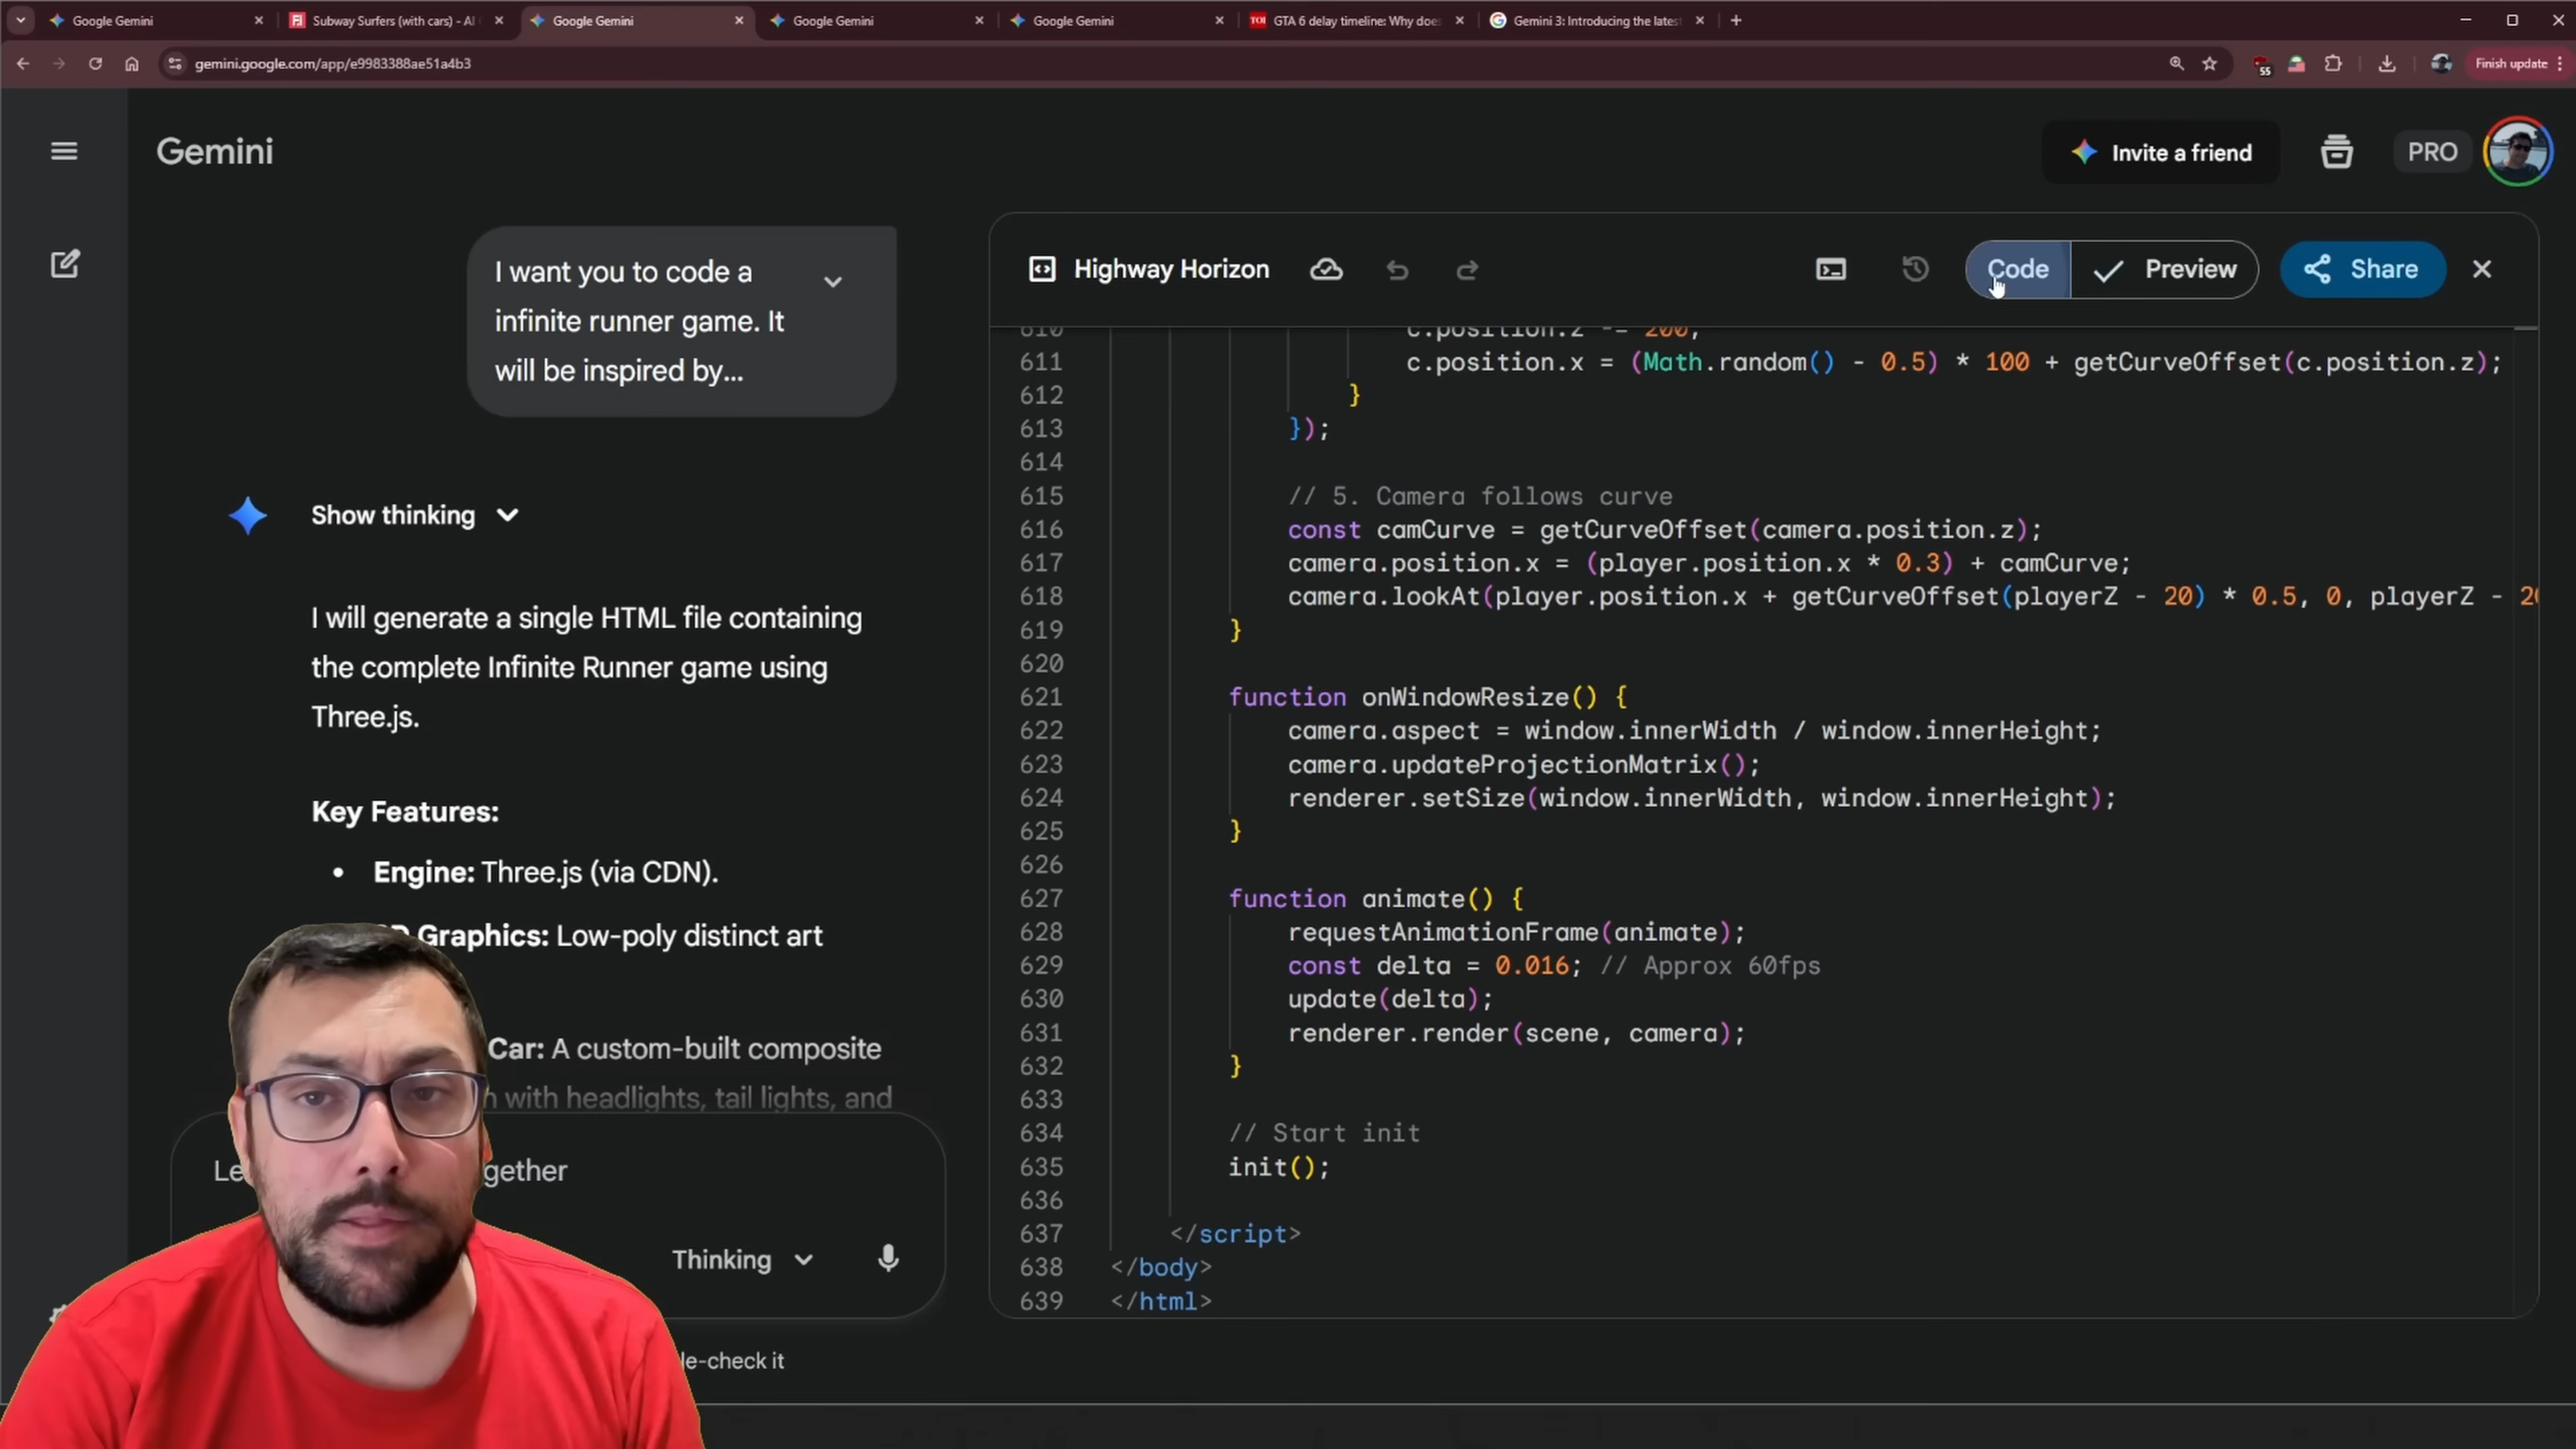 Google Gemini
Subway Surfers (with cars) - AI
Google Gemini
Google Gemini
Google Gemini
TOI
GTA 6 delay timeline: Why doe
Gemini 3: Introducing the latest
gemini.google.com/app/e9983388ae51a4b3
55
Finish update
Gemini
Invite a friend
PRO
I want you to code a
infinite runner game. It
will be inspired by...
Show thinking
I will generate a single HTML file containing
the complete Infinite Runner game using
Three.js.
Key Features:
• Engine: Three.js (via CDN).
Graphics: Low-poly distinct art
Car: A custom-built composite
with headlights, tail lights, and
Thinking
Highway Horizon
Code
Preview
Share
610 c.position.z -= 200;
611 c.position.x = (Math.random() - 0.5) * 100 + getCurveOffset(c.position.z);
612 }
613 });
614
615 // 5. Camera follows curve
616 const camCurve = getCurveOffset(camera.position.z);
617 camera.position.x = (player.position.x * 0.3) + camCurve;
618 camera.lookAt(player.position.x + getCurveOffset(playerZ - 20) * 0.5, 0, playerZ - 20
619 }
620
621 function onWindowResize() {
622 camera.aspect = window.innerWidth / window.innerHeight;
623 camera.updateProjectionMatrix();
624 renderer.setSize(window.innerWidth, window.innerHeight);
625 }
626
627 function animate() {
628 requestAnimationFrame(animate);
629 const delta = 0.016; // Approx 60fps
630 update(delta);
631 renderer.render(scene, camera);
632 }
633
634 // Start init
635 init();
636
637 </script>
638 </body>
639 </html>
le-check it